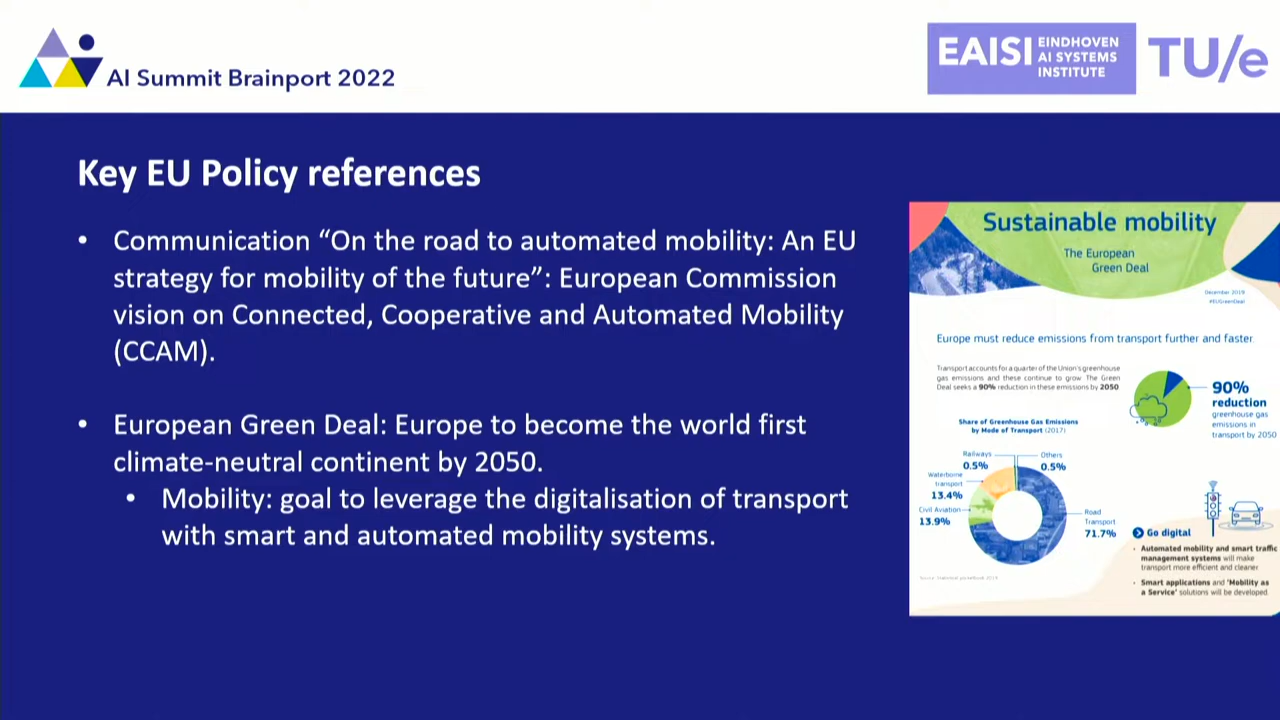 AI Summit Brainport 2022
EAISI
EINDHOVEN
AI SYSTEMS
INSTITUTE
TU/e
Key EU Policy references
• Communication “On the road to automated mobility: An EU
strategy for mobility of the future”: European Commission
vision on Connected, Cooperative and Automated Mobility
(CCAM).
• European Green Deal: Europe to become the world first
climate-neutral continent by 2050.
• Mobility: goal to leverage the digitalisation of transport
with smart and automated mobility systems.
Sustainable mobility
The European
Green Deal
December 2019
#EUGreenDeal
Europe must reduce emissions from transport further and faster.
Transport accounts for a quarter of the Union's greenhouse
gas emissions and these continue to grow. The Green
Deal seeks a 90% reduction in these emissions by 2050
90%
reduction
greenhouse gas
emissions in
transport by 2050
Share of Greenhouse Gas Emissions
by Mode of Transport (2017)
Railways
0.5%
Others
0.5%
Waterborne
transport
13.4%
Civil Aviation
13.9%
Road
Transport
71.7%
Go digital
• Automated mobility and smart traffic
management systems will make
transport more efficient and cleaner
• Smart applications and 'Mobility as
a Service' solutions will be developed.